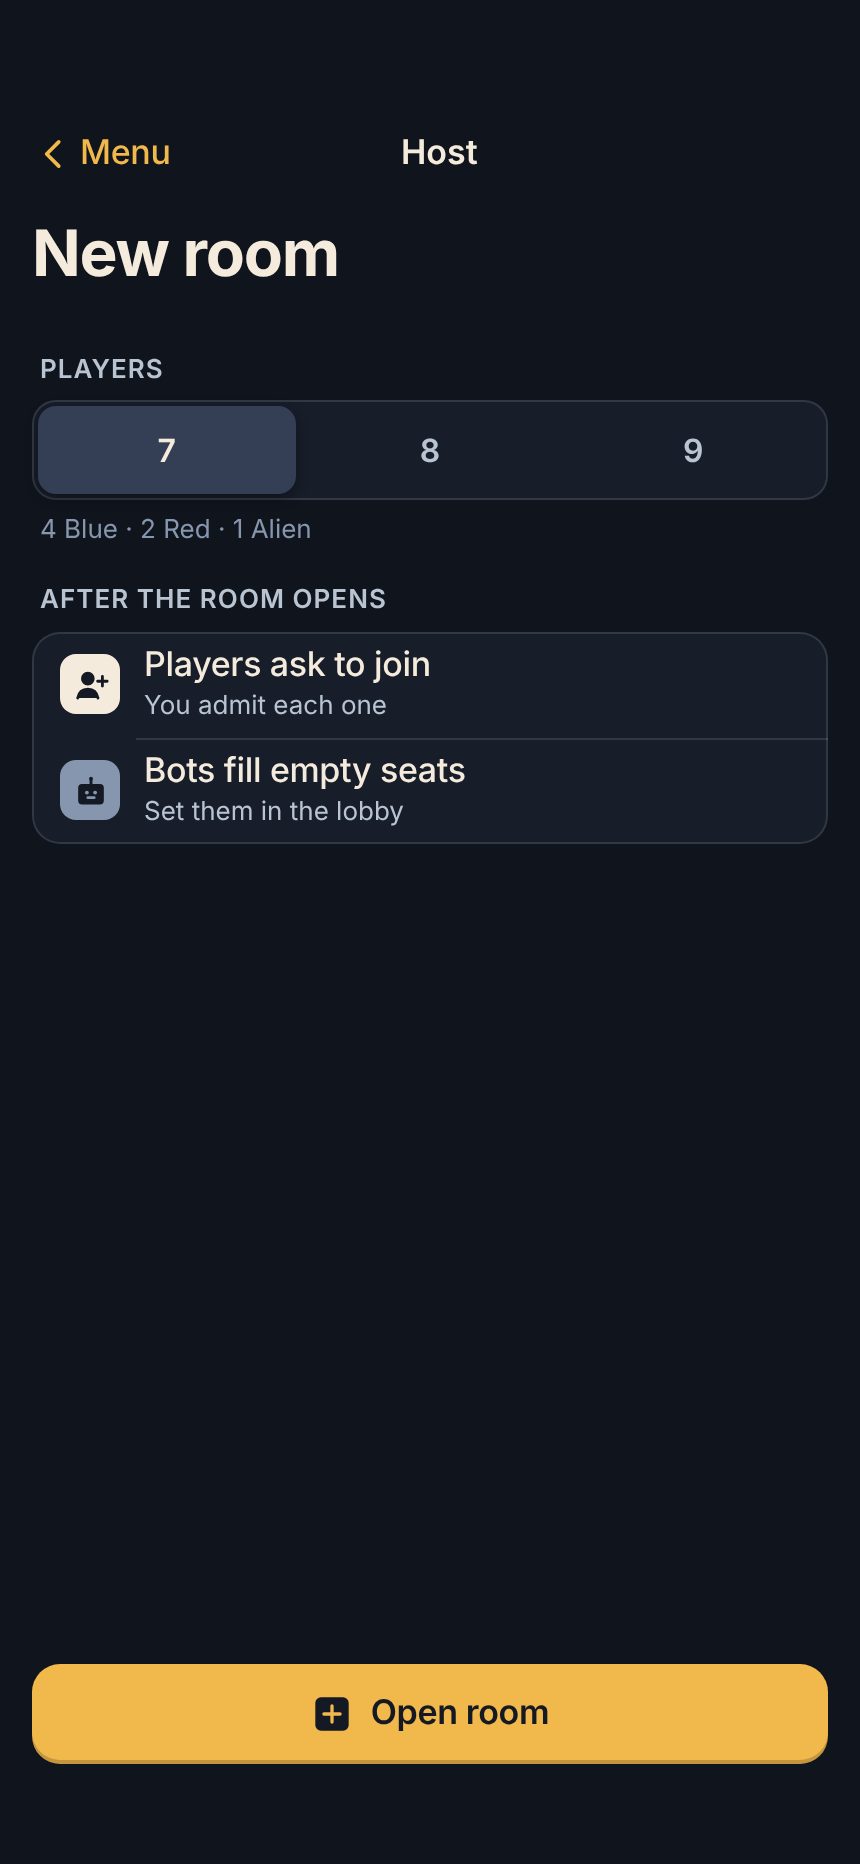 Menu
Host
New room
PLAYERS
7 8 9
4 Blue · 2 Red · 1 Alien
AFTER THE ROOM OPENS
Players ask to join
You admit each one
Bots fill empty seats
Set them in the lobby
Open room